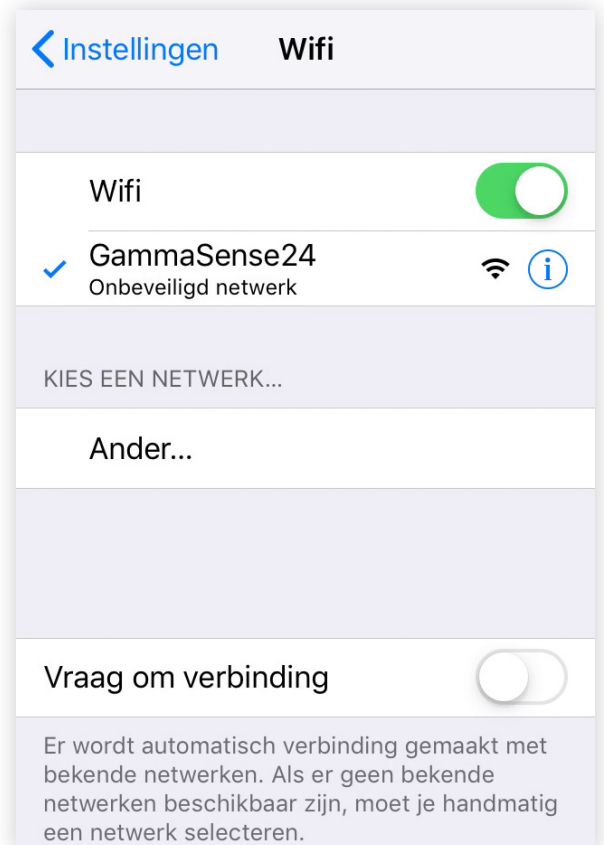 Instellingen Wifi
Wifi
GammaSense24
Onbeveiligd netwerk
KIES EEN NETWERK...
Ander...
Vraag om verbinding
Er wordt automatisch verbinding gemaakt met
bekende netwerken. Als er geen bekende
netwerken beschikbaar zijn, moet je handmatig
een netwerk selecteren.